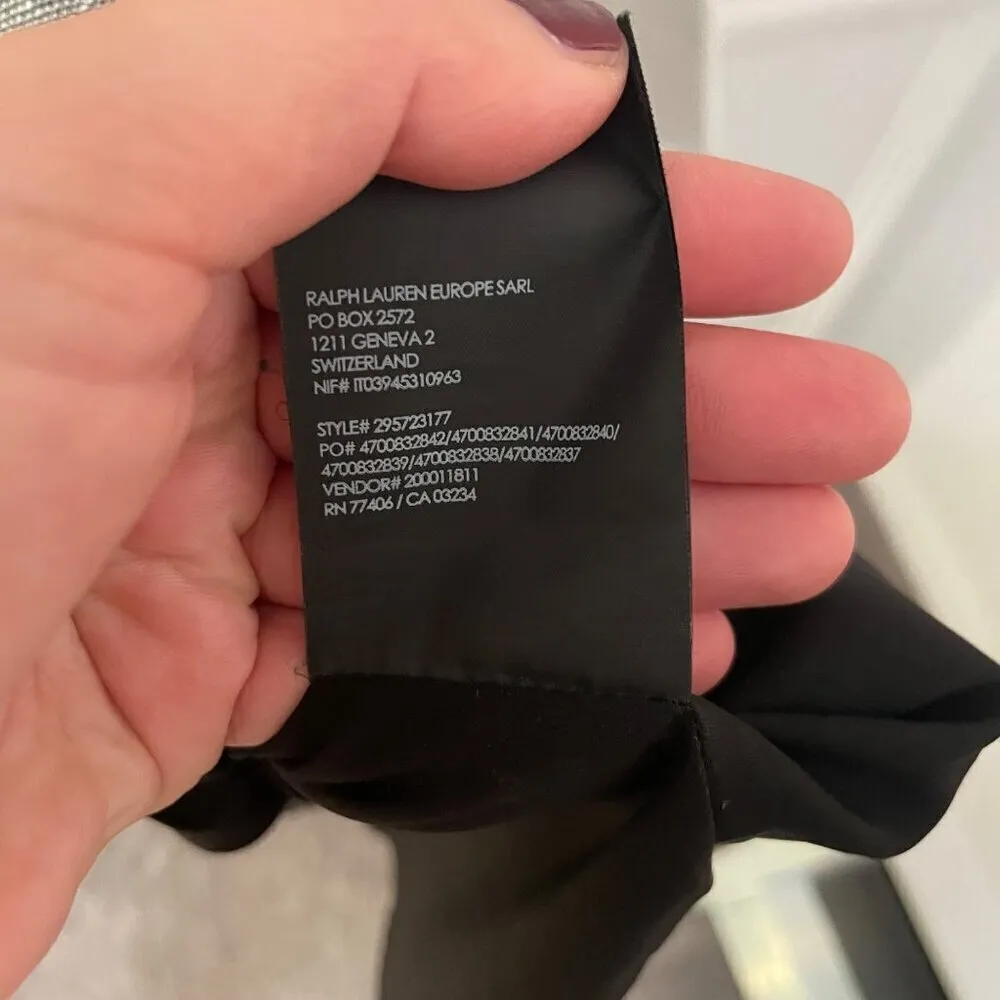 RALPH LAUREN EUROPE SARL
PO BOX 2572
1211 GENEVA 2
SWITZERLAND
NIF# IT03945310963
STYLE# 295723177
PO# 4700832842/4700832841/4700832840/
4700832839/4700832838/4700832837
VENDOR# 200011811
RN 77406 / CA 03234